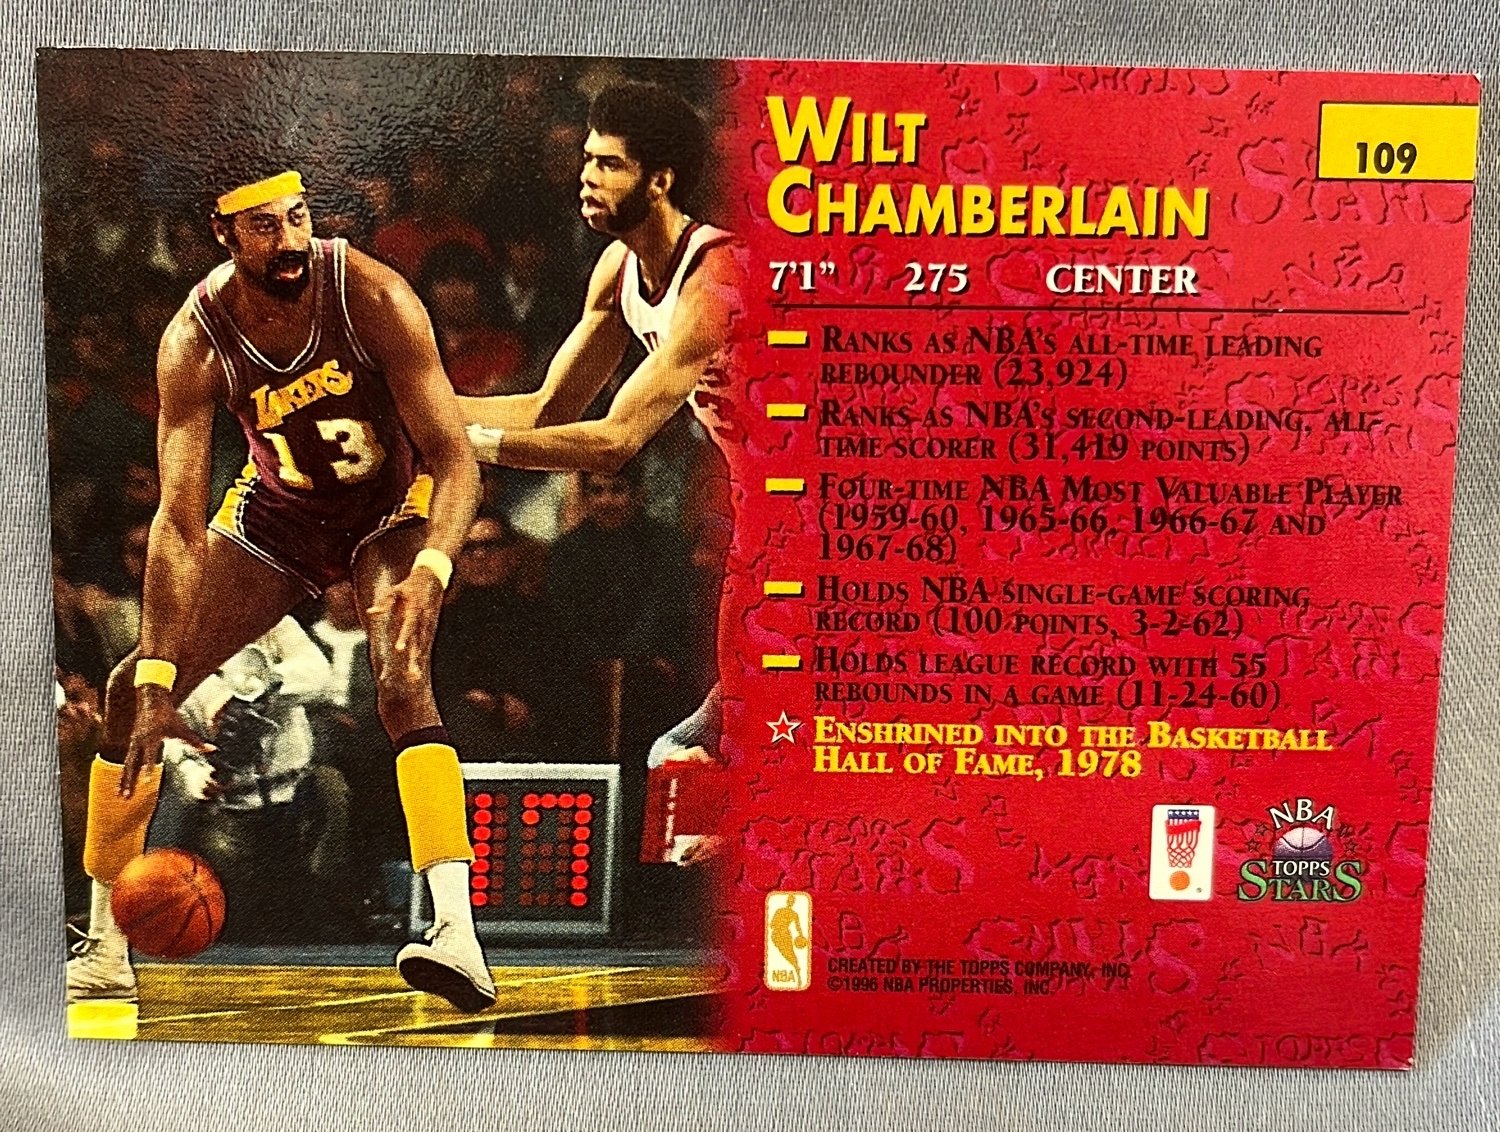 LAKERS
13
WILT
CHAMBERLAIN
109
7'1" 275 CENTER
RANKS AS NBA'S ALL-TIME LEADING
REBOUNDER (23,924)
RANKS AS NBA'S SECOND-LEADING, ALL-
TIME SCORER (31,419 POINTS)
FOUR-TIME NBA MOST VALUABLE PLAYER
(1959-60, 1965-66, 1966-67 AND
1967-68)
HOLDS NBA SINGLE-GAME SCORING
RECORD (100 POINTS, 3-2-62)
HOLDS LEAGUE RECORD WITH 55
REBOUNDS IN A GAME (11-24-60)
ENSHRINED INTO THE BASKETBALL
HALL OF FAME, 1978
NBA
TOPPS
STARS
NBA
CREATED BY THE TOPPS COMPANY, INC.
©1996 NBA PROPERTIES, INC.